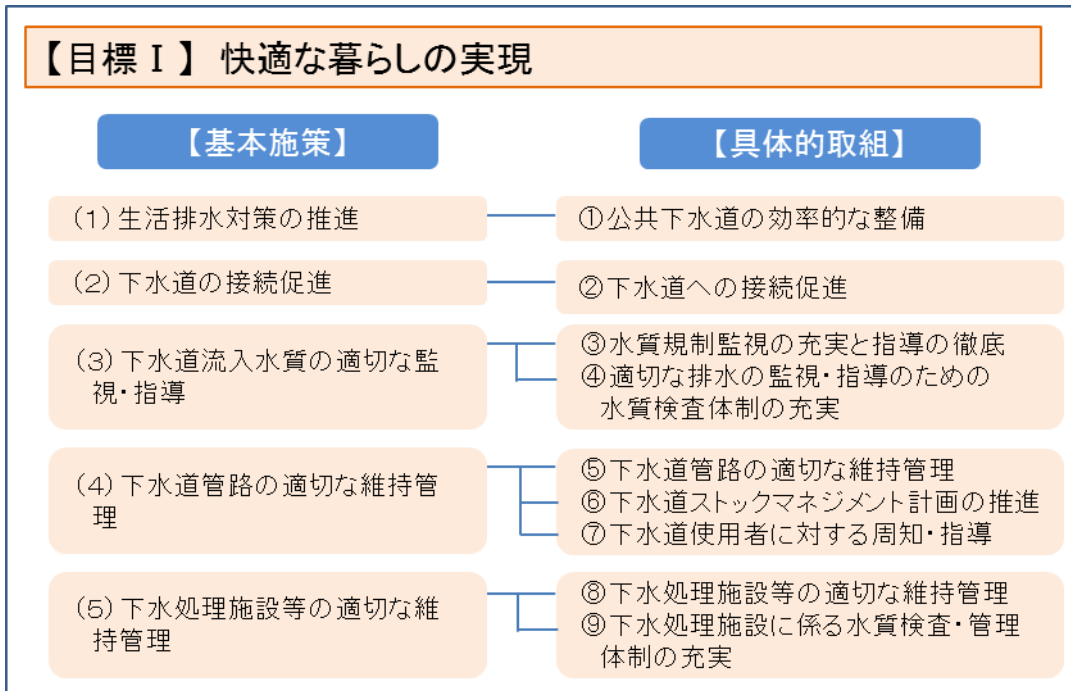 【目標Ⅰ】 快適な暮らしの実現
【基本施策】
【具体的取組】
(1)生活排水対策の推進
①公共下水道の効率的な整備
(2)下水道の接続促進
②下水道への接続促進
(3)下水道流入水質の適切な監
視・指導
③水質規制監視の充実と指導の徹底
④適切な排水の監視・指導のための
水質検査体制の充実
(4)下水道管路の適切な維持管
理
⑤下水道管路の適切な維持管理
⑥下水道ストックマネジメント計画の推進
⑦下水道使用者に対する周知・指導
(5)下水処理施設等の適切な維
持管理
⑧下水処理施設等の適切な維持管理
⑨下水処理施設に係る水質検査・管理
体制の充実